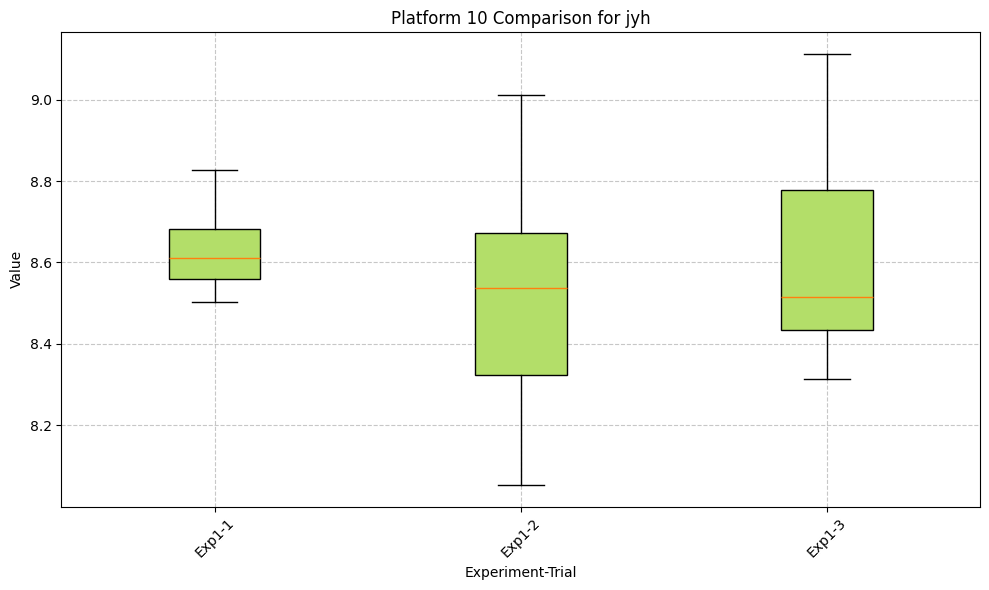 Platform 10 Comparison for jyh
Value
9.0
8.8
8.6
8.4
8.2
Exp1-1
Exp1-2
Exp1-3
Experiment-Trial